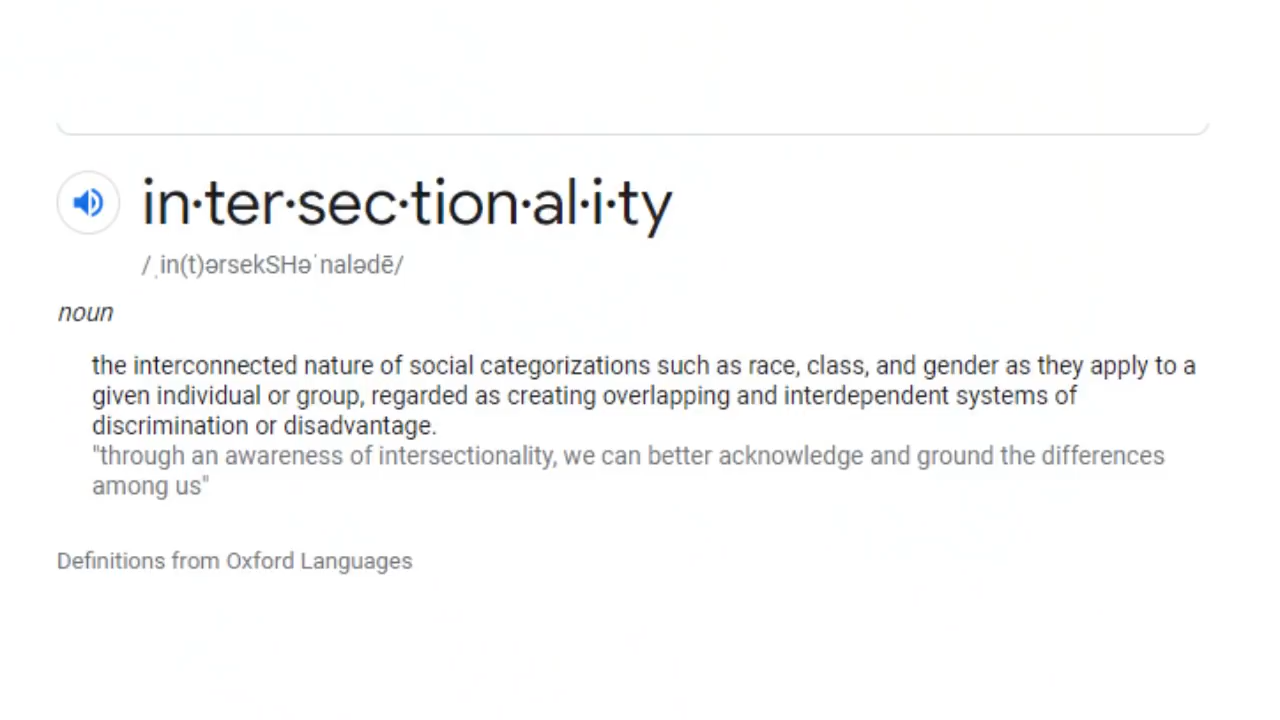 in·ter·sec·tion·al·i·ty
/ˌin(t)ərsekSHəˈnalədē/
noun
the interconnected nature of social categorizations such as race, class, and gender as they apply to a
given individual or group, regarded as creating overlapping and interdependent systems of
discrimination or disadvantage.
"through an awareness of intersectionality, we can better acknowledge and ground the differences
among us"
Definitions from Oxford Languages